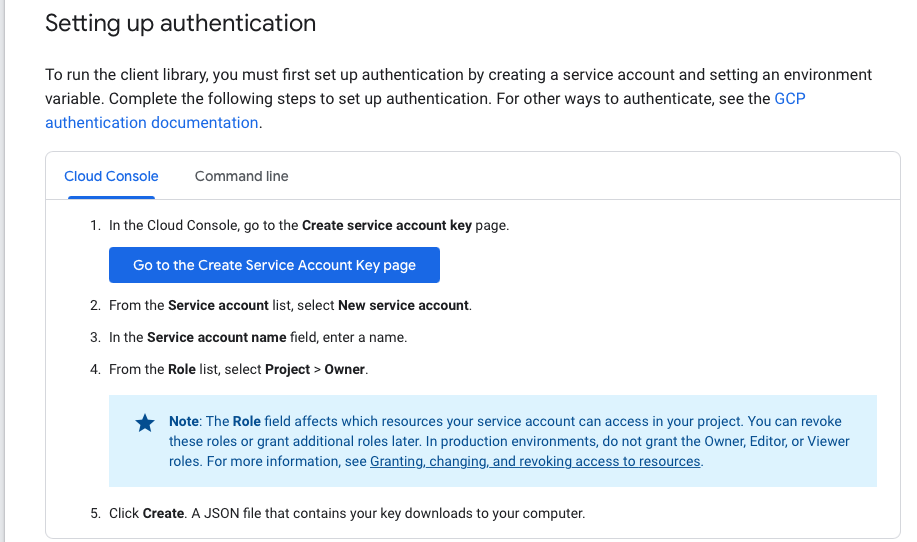 Setting up authentication
To run the client library, you must first set up authentication by creating a service account and setting an environment
variable. Complete the following steps to set up authentication. For other ways to authenticate, see the GCP
authentication documentation.
Cloud Console Command line
1. In the Cloud Console, go to the Create service account key page.
Go to the Create Service Account Key page
2. From the Service account list, select New service account.
3. In the Service account name field, enter a name.
4. From the Role list, select Project > Owner.
Note: The Role field affects which resources your service account can access in your project. You can revoke
these roles or grant additional roles later. In production environments, do not grant the Owner, Editor, or Viewer
roles. For more information, see Granting, changing, and revoking access to resources.
5. Click Create. A JSON file that contains your key downloads to your computer.